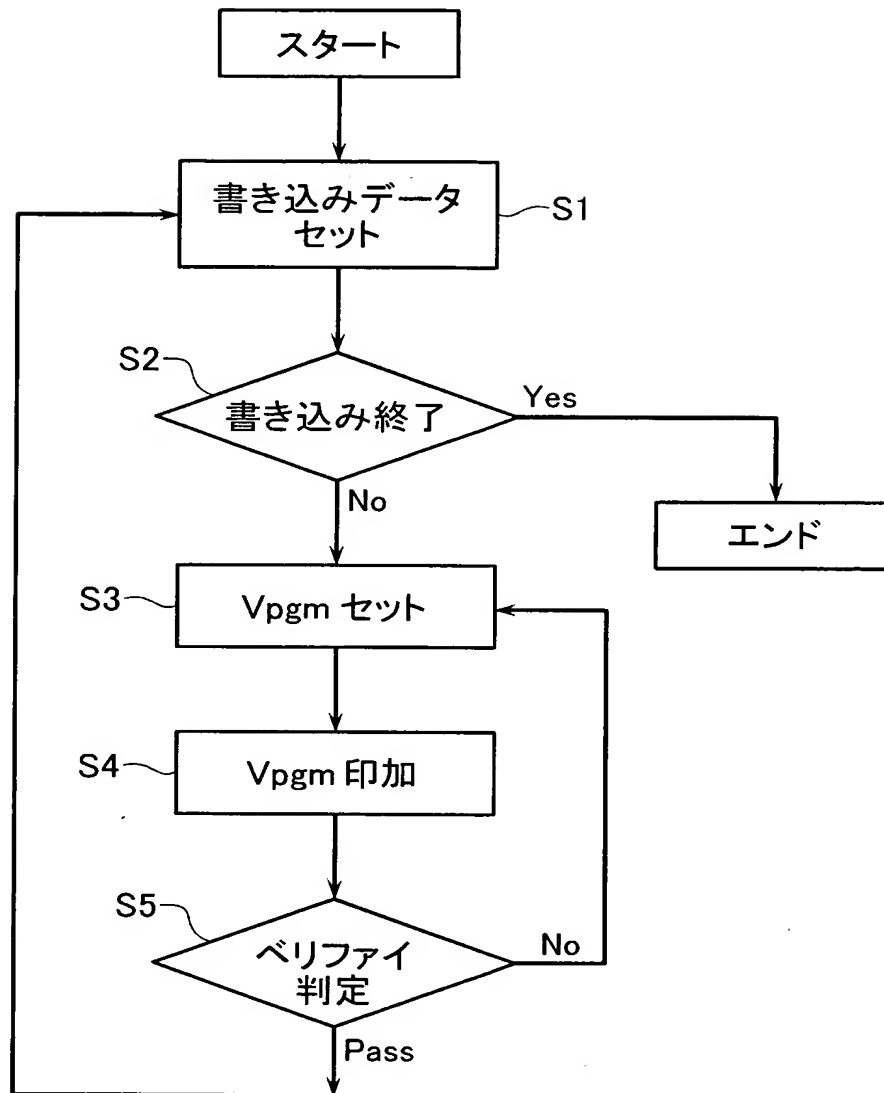 スタート
書き込みデータ
セット
S1
S2
書き込み終了
Yes
No
エンド
S3
Vpgm セット
S4
Vpgm 印加
S5
ベリファイ
判定
No
Pass